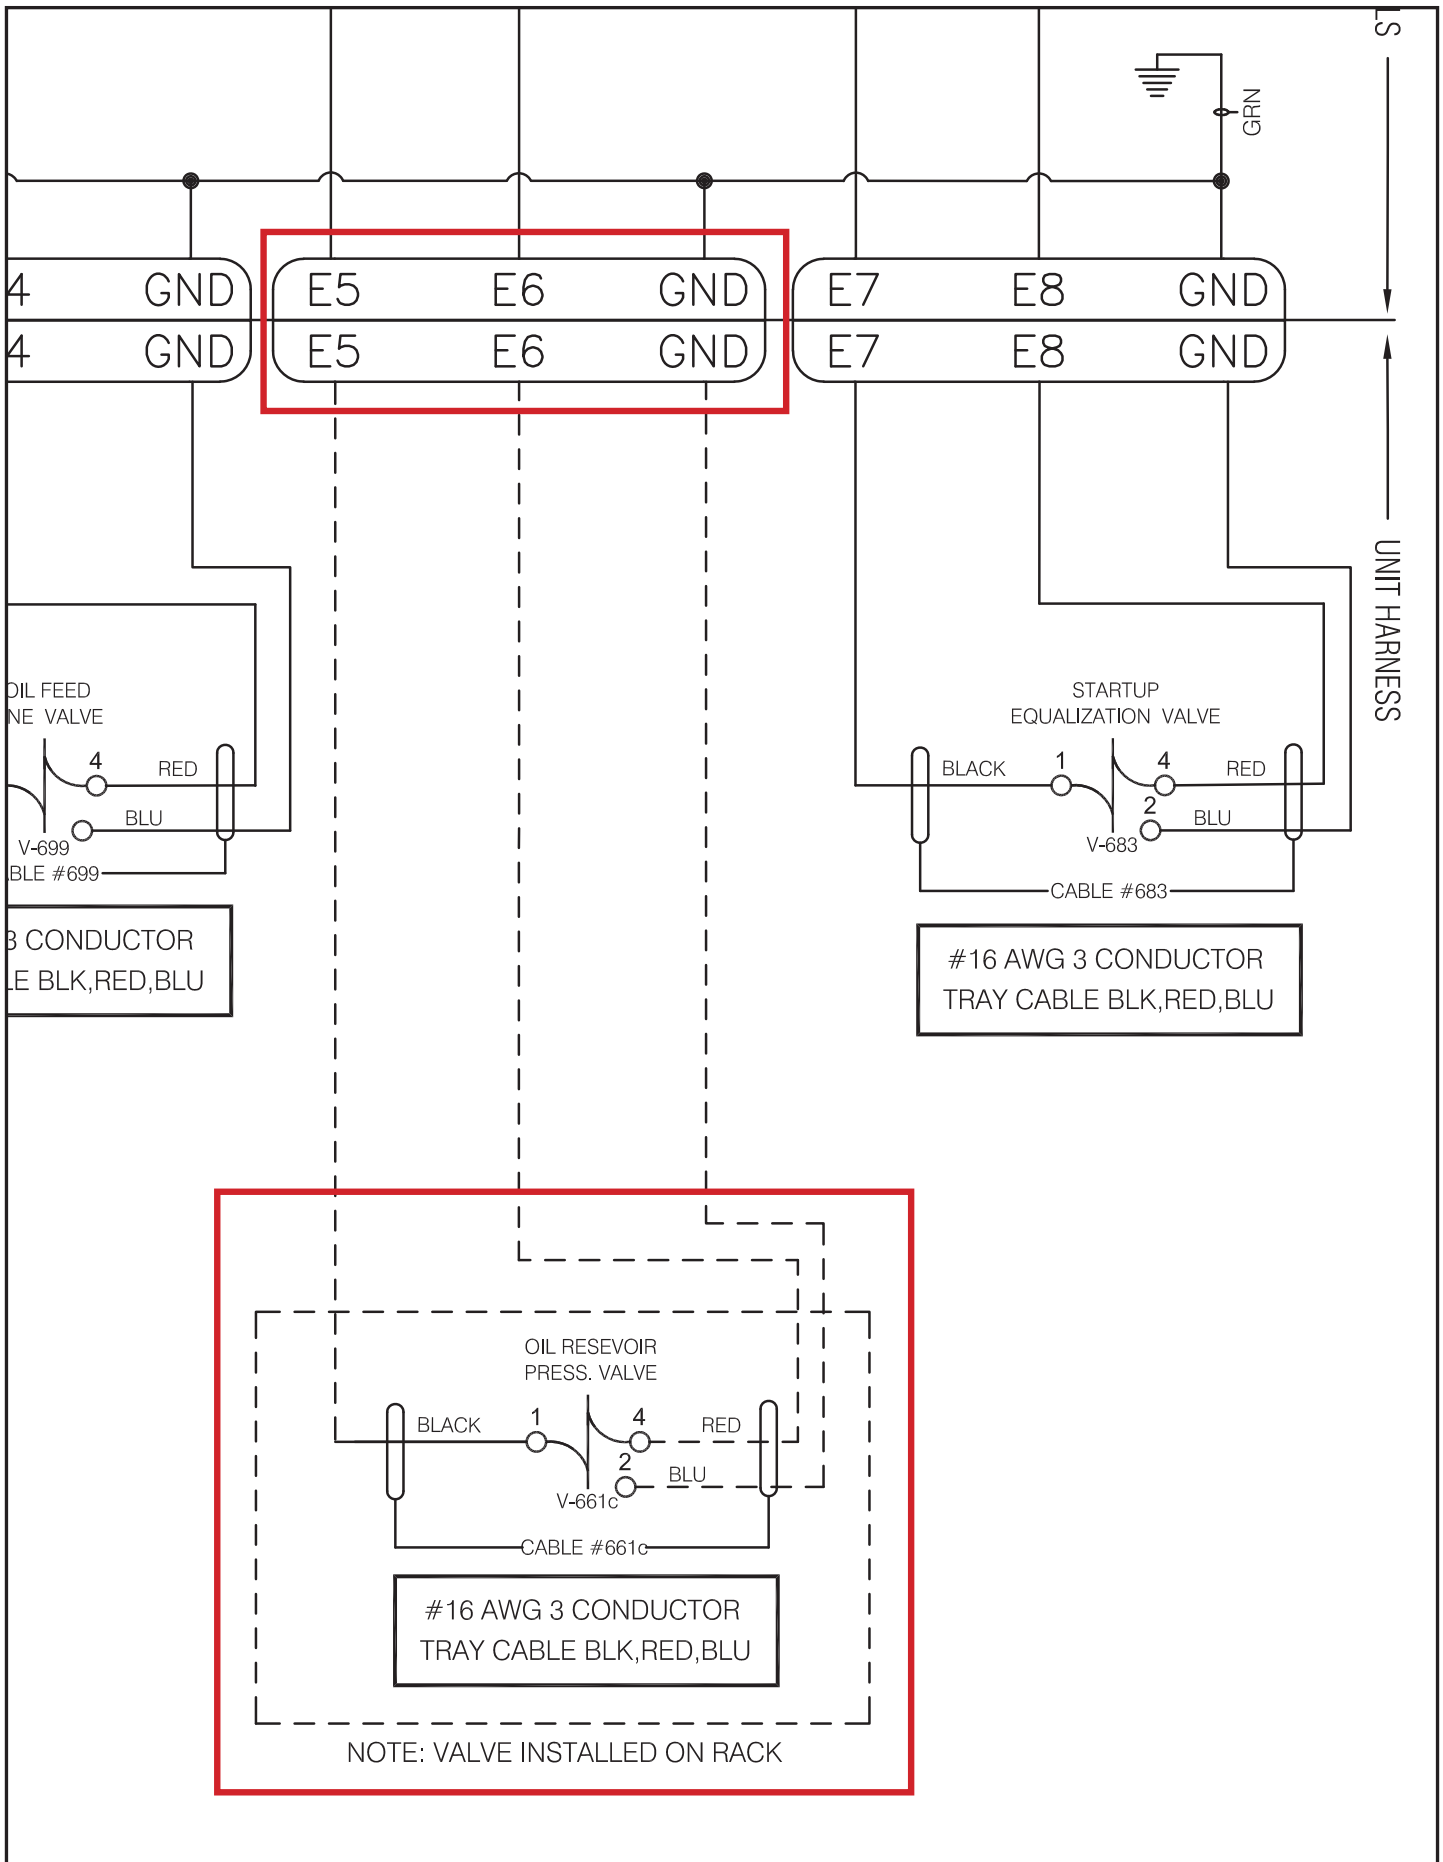 LS
GRN
4 GND E5 E6 GND E7 E8 GND
4 GND E5 E6 GND E7 E8 GND
UNIT HARNESS
OIL FEED
NE VALVE
4
RED
BLU
V-699
ABLE #699
3 CONDUCTOR
LE BLK,RED,BLU
STARTUP
EQUALIZATION VALVE
BLACK 1 4 RED
2 BLU
V-683
CABLE #683
#16 AWG 3 CONDUCTOR
TRAY CABLE BLK,RED,BLU
OIL RESEVOIR
PRESS. VALVE
BLACK 1 4 RED
2 BLU
V-661c
CABLE #661c
#16 AWG 3 CONDUCTOR
TRAY CABLE BLK,RED,BLU
NOTE: VALVE INSTALLED ON RACK